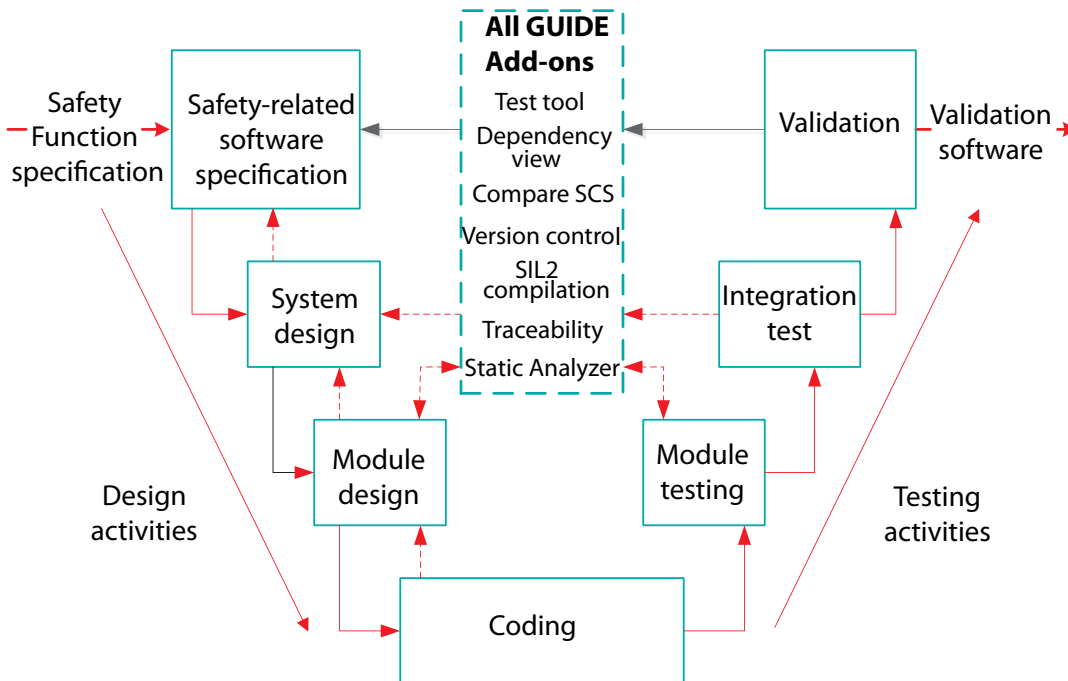 All GUIDE
Add-ons
Test tool
Dependency
view
Compare SCS
Version control
SIL2
compilation
Traceability
Static Analyzer
Safety
Function
specification
Safety-related
software
specification
Validation
Validation
software
System
design
Integration
test
Module
design
Module
testing
Design
activities
Testing
activities
Coding